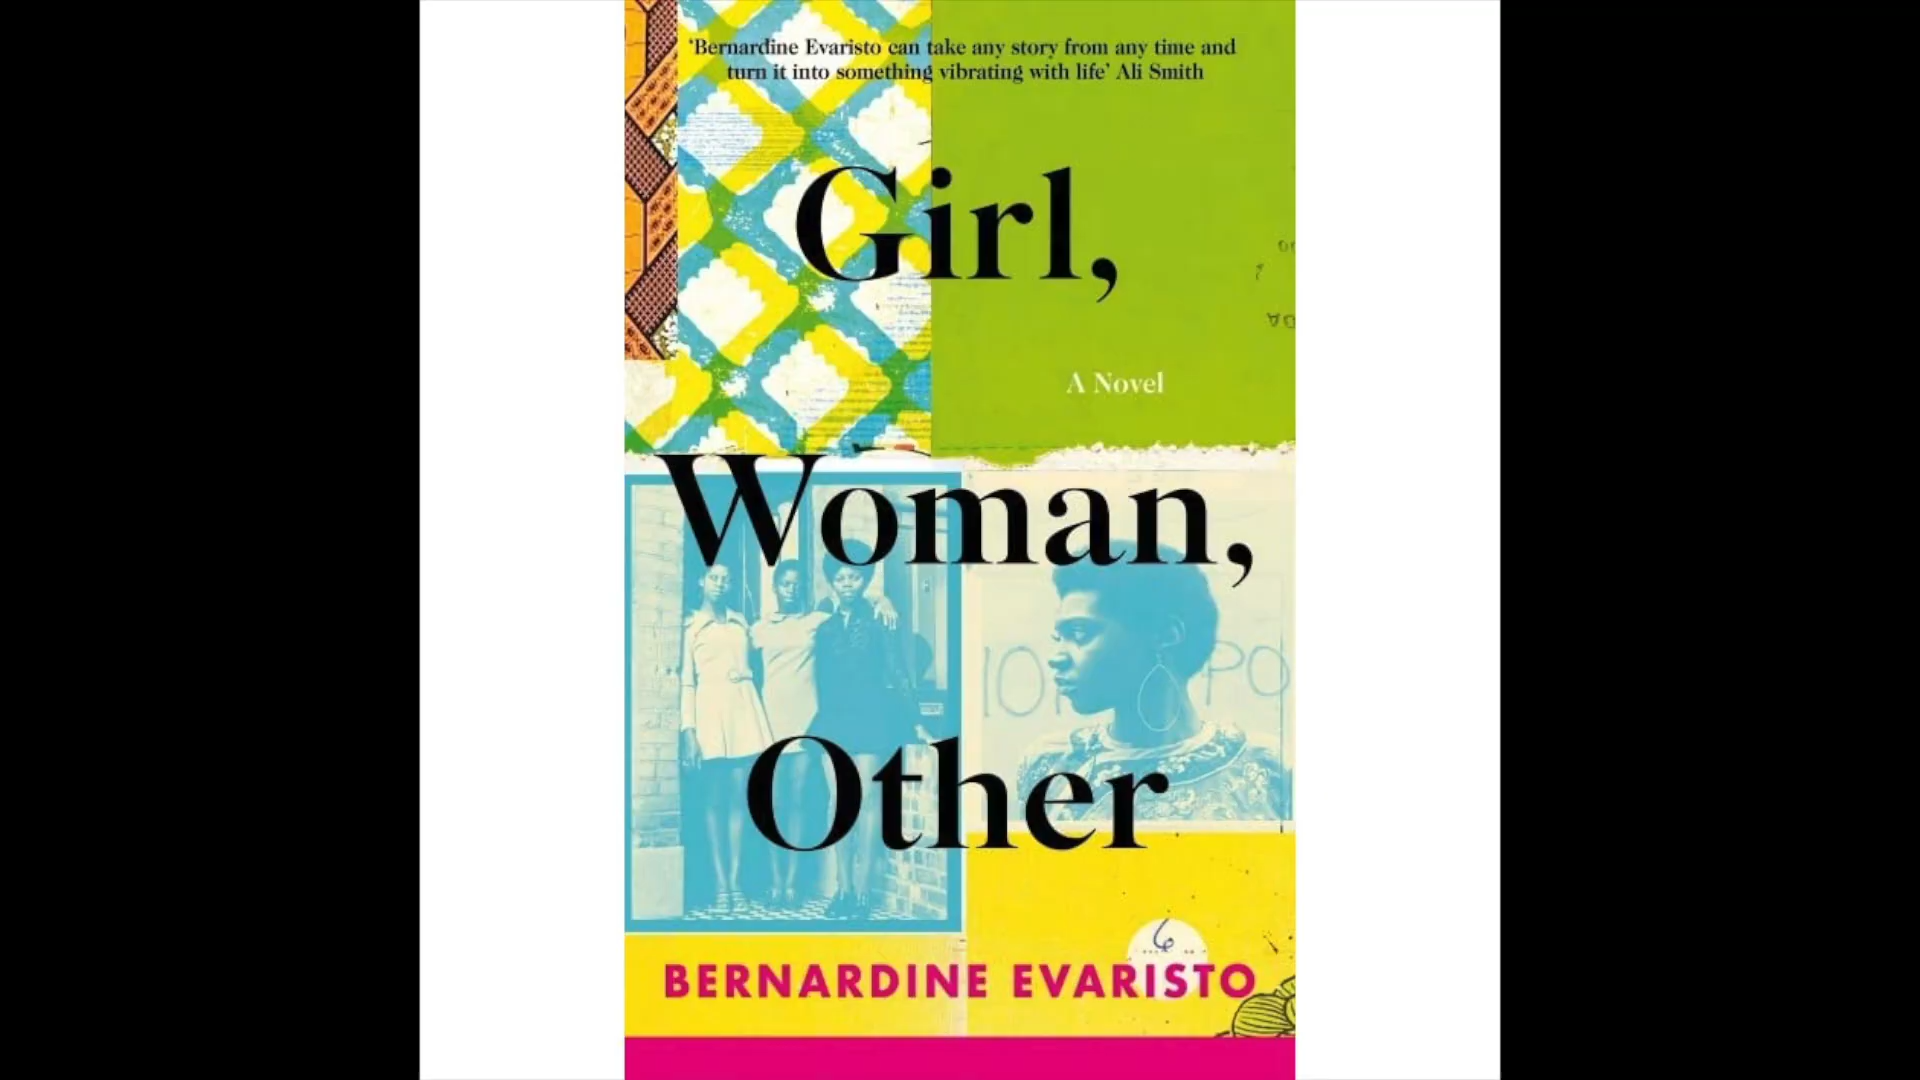 ‘Bernardine Evaristo can take any story from any time and
turn it into something vibrating with life’ Ali Smith
Girl,
A Novel
Woman,
Other
6
BERNARDINE EVARISTO